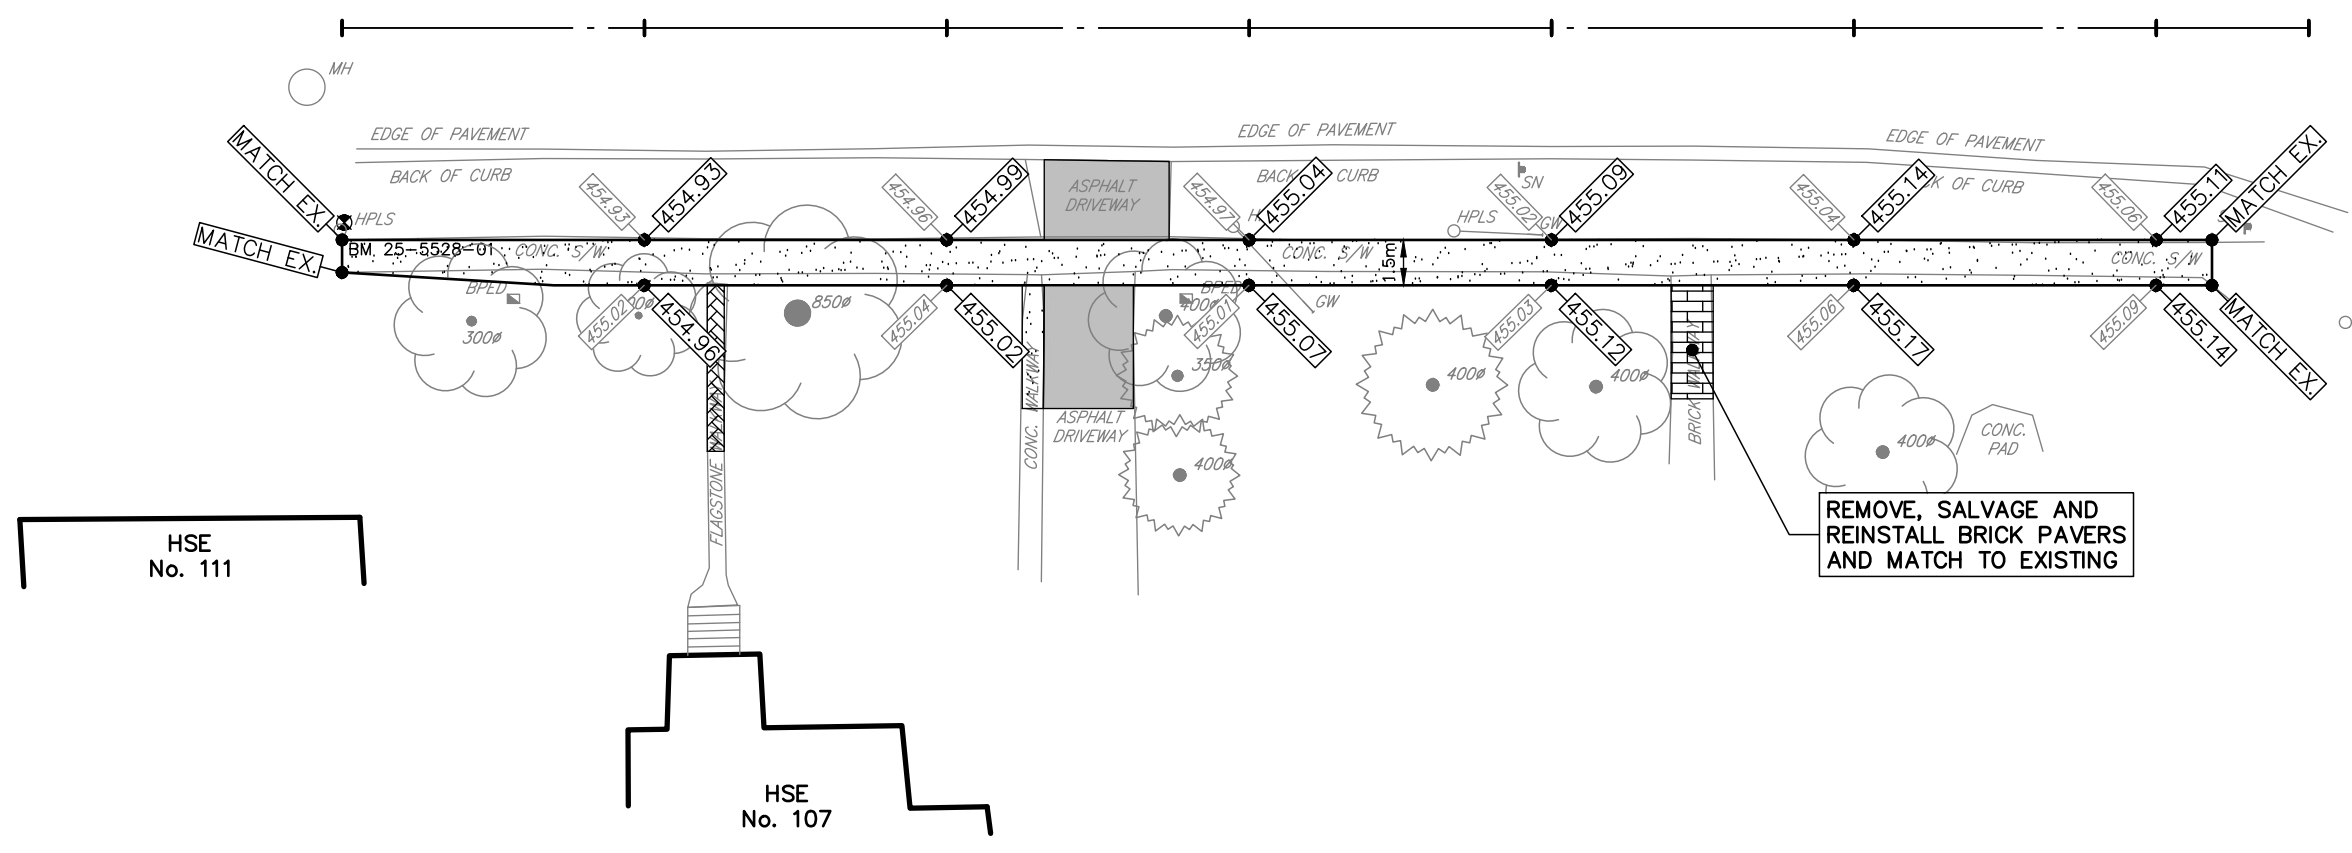 MH
EDGE OF PAVEMENT
EDGE OF PAVEMENT
EDGE OF PAVEMENT
MATCH EX.
MATCH EX.
BACK OF CURB
454.93
454.93
454.96
454.99
ASPHALT
DRIVEWAY
454.97
455.04
BACK CURB
455.02
SN
455.09
455.04
455.14
OF CURB
455.06
455.11
MATCH EX.
HPLS
HPLS
GW
MATCH EX.
BM 25-5528-01
CONC. S/W
CONC. S/W
1.5m
CONC. S/W
BPED
BPED
GW
300ø
455.02
454.96
850ø
455.04
455.02
400ø
455.01
455.07
350ø
400ø
400ø
455.03
455.12
400ø
455.06
455.17
400ø
455.09
455.14
FLAGSTONE
CONC. WALKWAY
ASPHALT
DRIVEWAY
BRICK WALKWAY
CONC.
PAD
REMOVE, SALVAGE AND
REINSTALL BRICK PAVERS
AND MATCH TO EXISTING
HSE
No. 111
HSE
No. 107